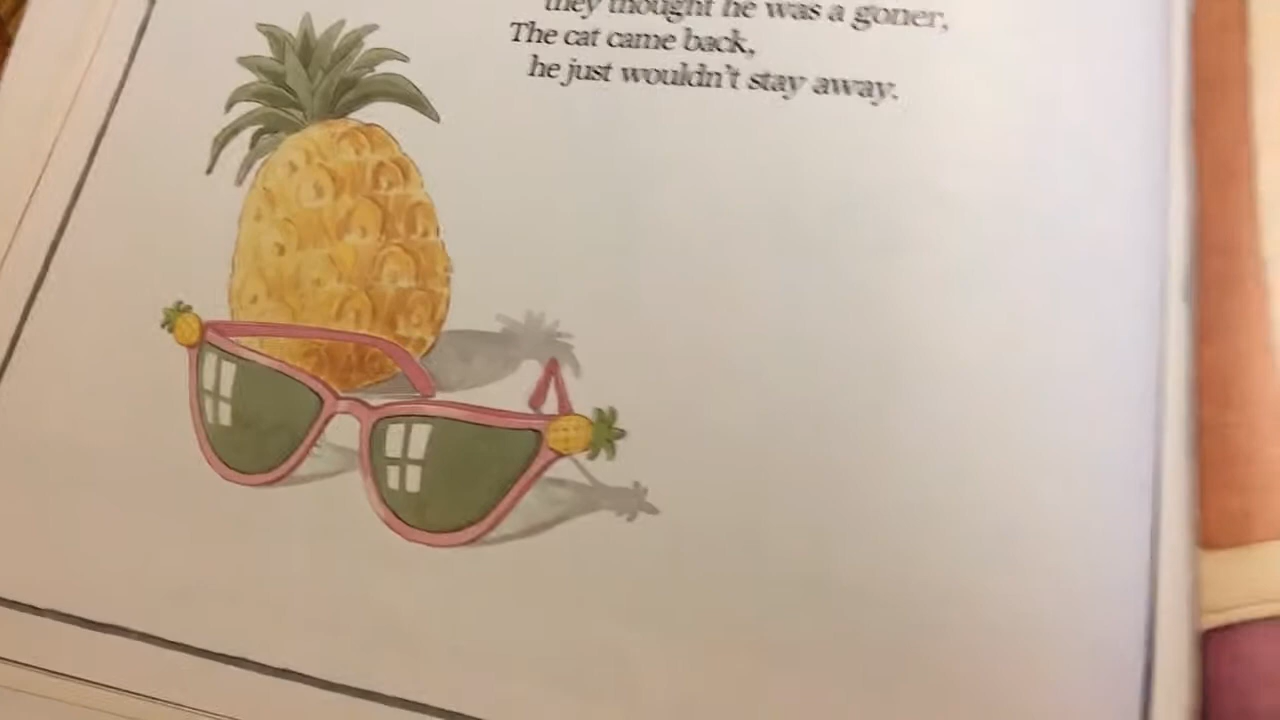 they thought he was a goner,
The cat came back,
he just wouldn't stay away.